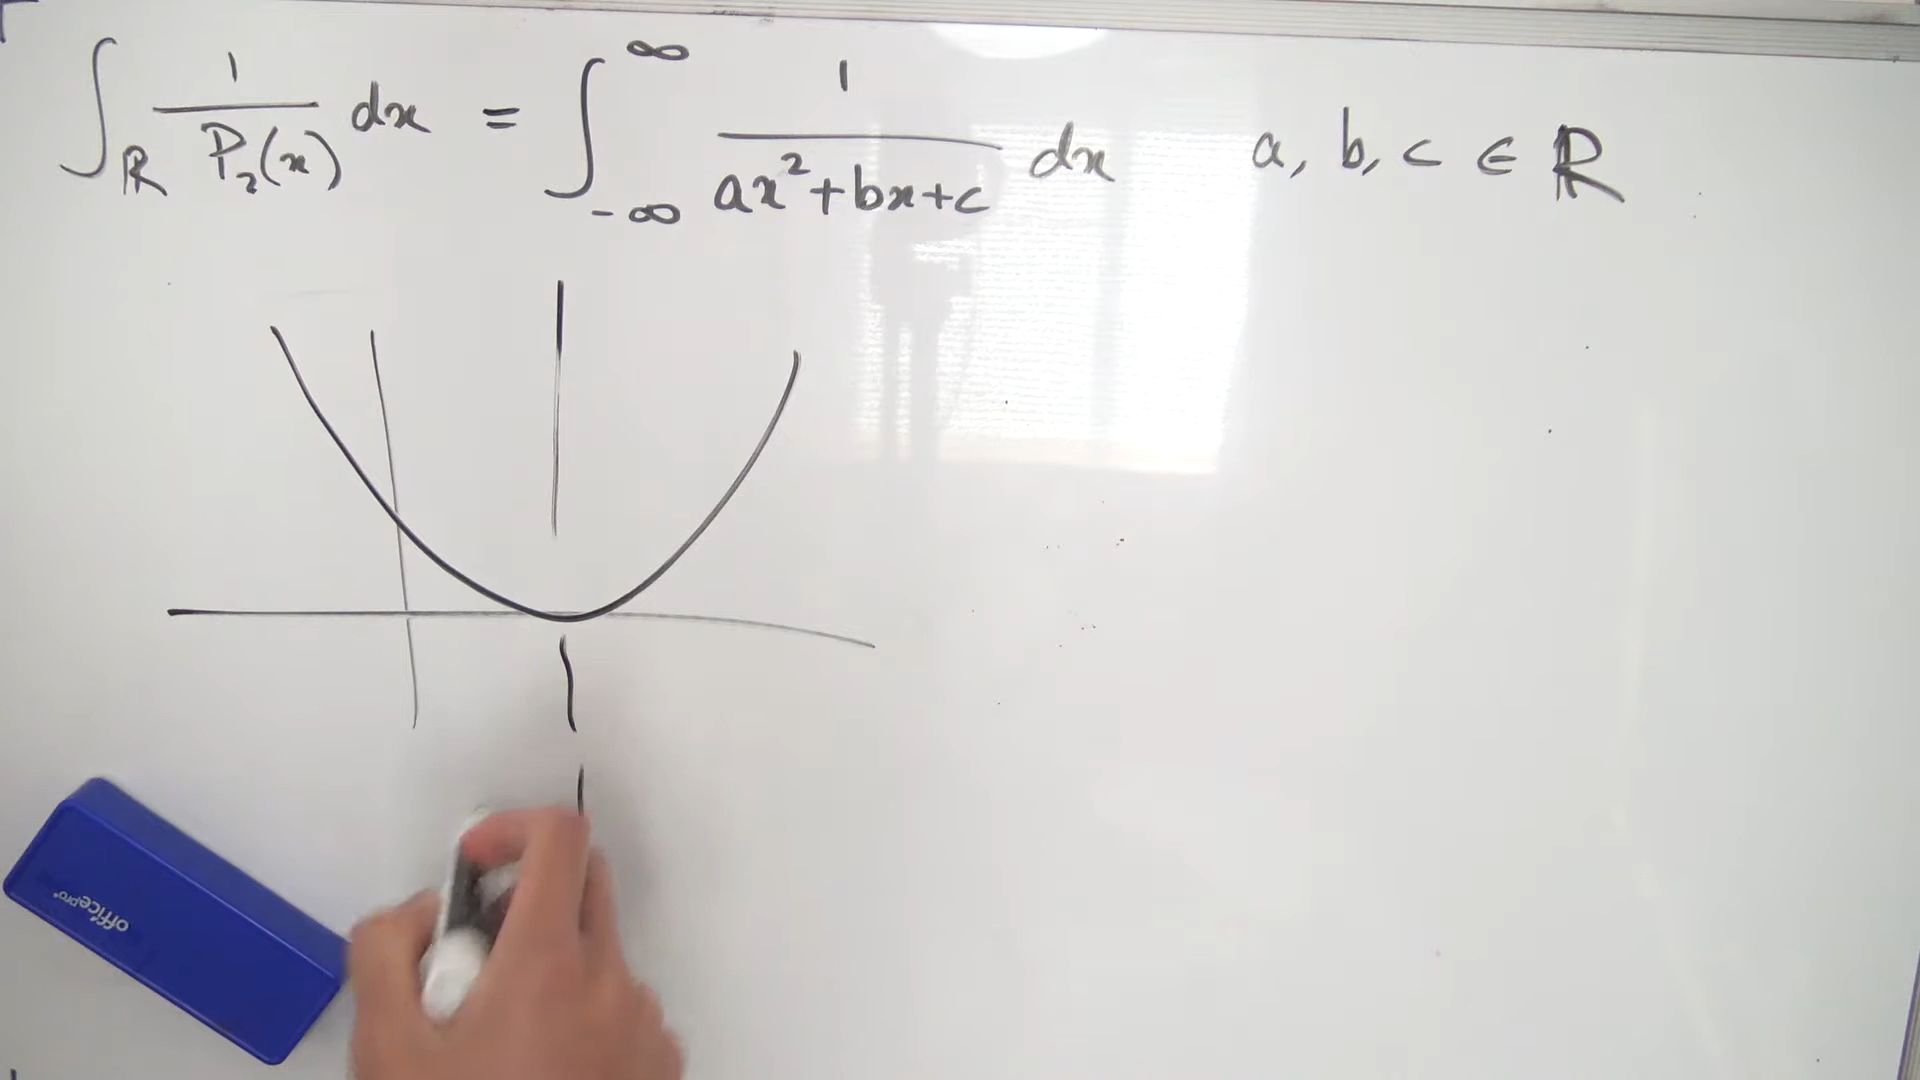 ∫_ℝ 1/P₂(x) dx = ∫_{-∞}^{∞} 1/(ax²+bx+c) dx    a, b, c ∈ ℝ
officepro®